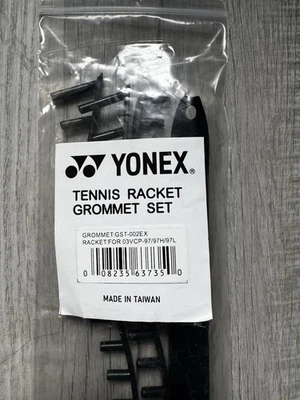 YONEX®
TENNIS RACKET
GROMMET SET
GROMMET:GST-002EX
RACKET:FOR 03VCP-97/97H/97L
0 08235 63735 0
MADE IN TAIWAN